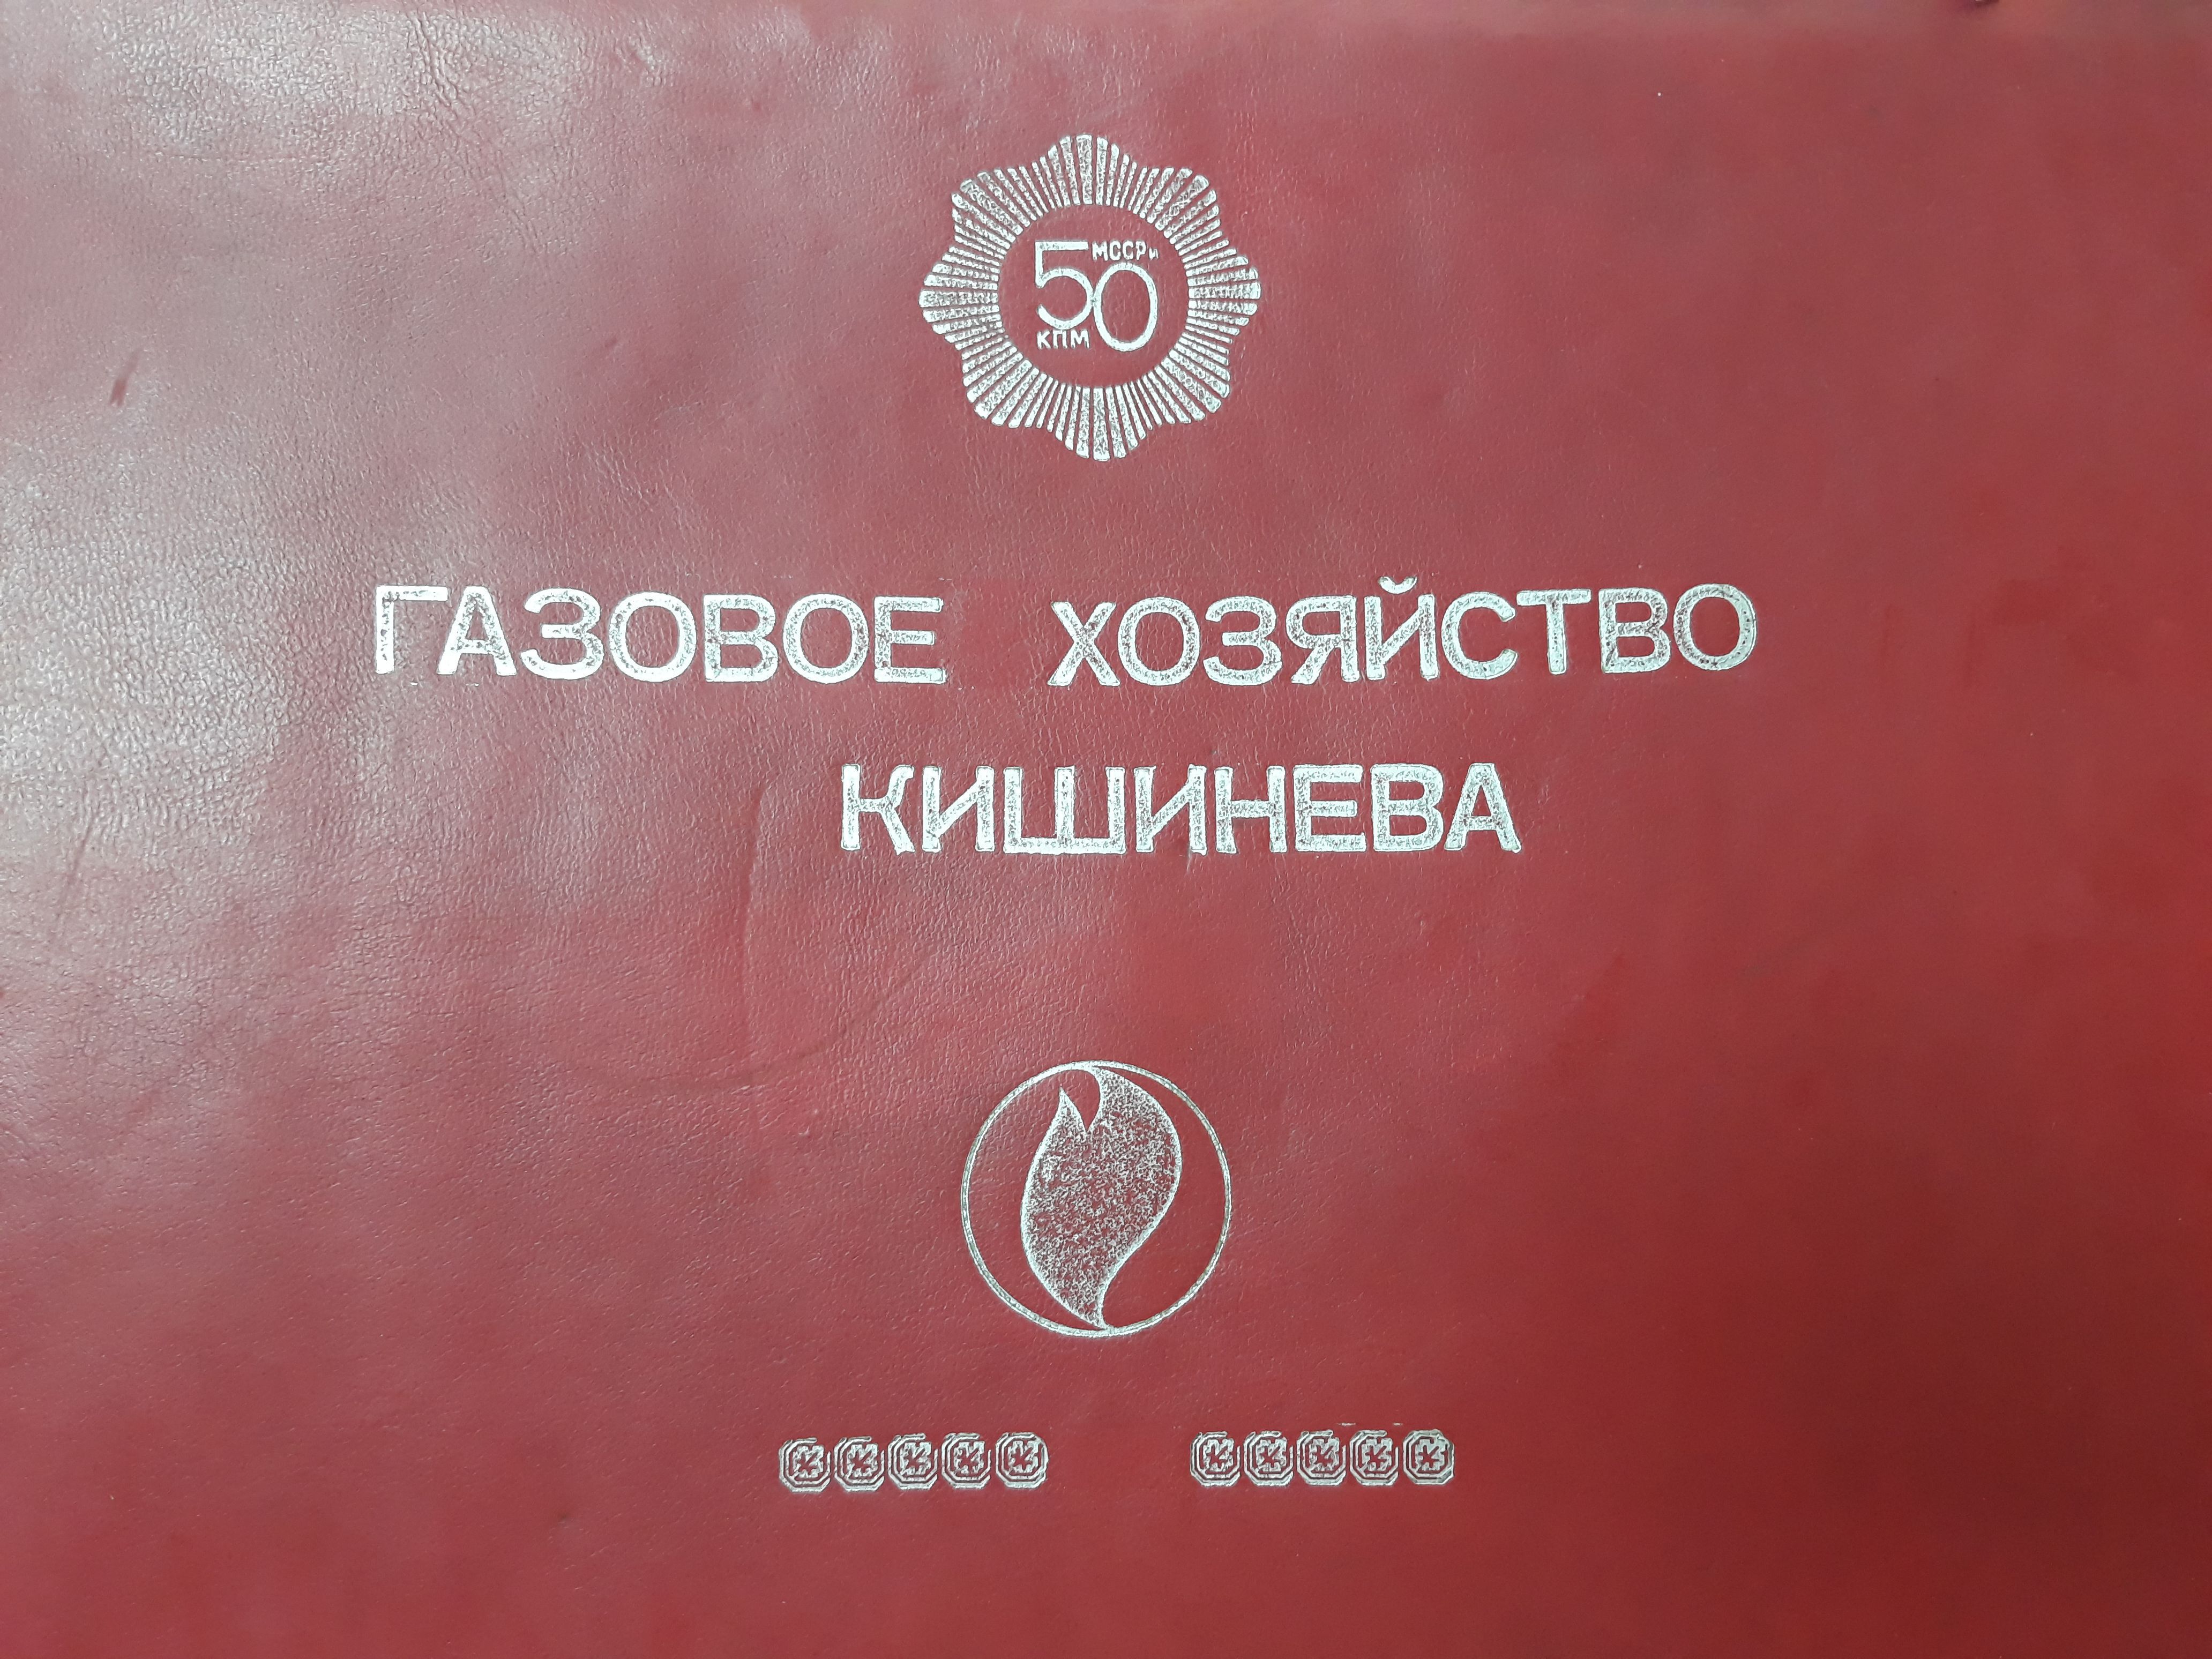 МССР и
50
КПМ
ГАЗОВОЕ ХОЗЯЙСТВО
КИШИНЕВА